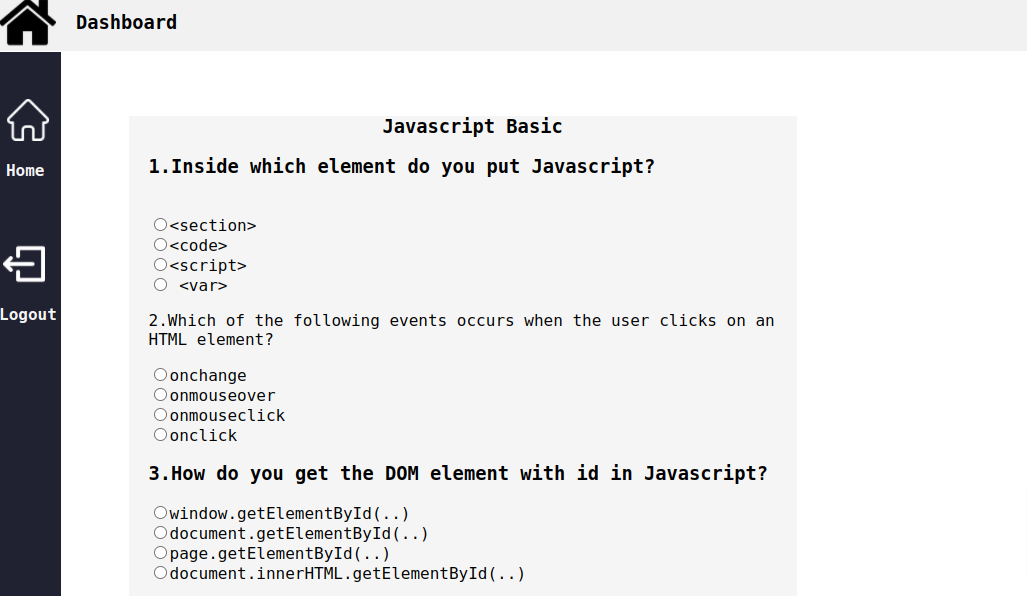 Dashboard
Home
Logout
Javascript Basic
1.Inside which element do you put Javascript?
<section>
<code>
<script>
<var>
2.Which of the following events occurs when the user clicks on an
HTML element?
onchange
onmouseover
onmouseclick
onclick
3.How do you get the DOM element with id in Javascript?
window.getElementById(..)
document.getElementById(..)
page.getElementById(..)
document.innerHTML.getElementById(..)